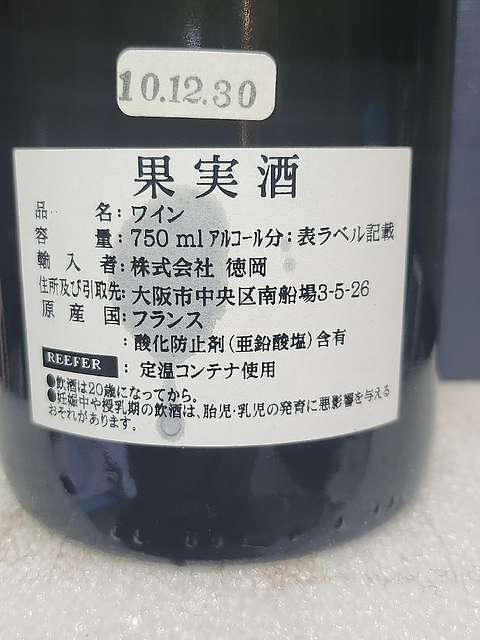 10.12.30
果実酒
品名：ワイン
容量：750 ml アルコール分：表ラベル記載
輸入者：株式会社 徳岡
住所及び引取先：大阪市中央区南船場3-5-26
原産国：フランス
：酸化防止剤（亜鉛酸塩）含有
REEFER：定温コンテナ使用
●飲酒は20歳になってから。
●妊娠中や授乳期の飲酒は、胎児・乳児の発育に悪影響を与える
おそれがあります。